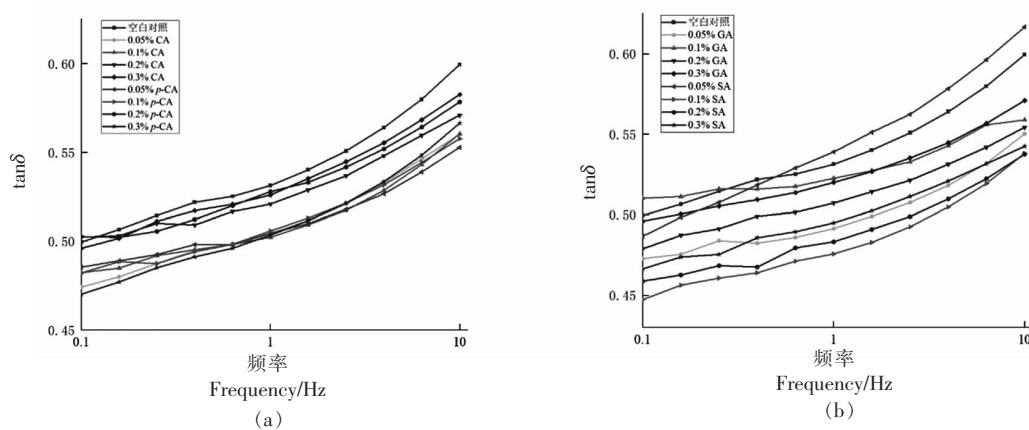 空白对照
0.05% CA
0.1% CA
0.2% CA
0.3% CA
0.05% p-CA
0.1% p-CA
0.2% p-CA
0.3% p-CA
0.60
0.55
0.50
0.45
tanδ
0.1
1
10
频率
Frequency/Hz
(a)
空白对照
0.05% GA
0.1% GA
0.2% GA
0.3% GA
0.05% SA
0.1% SA
0.2% SA
0.3% SA
0.60
0.55
0.50
0.45
tanδ
0.1
1
10
频率
Frequency/Hz
(b)